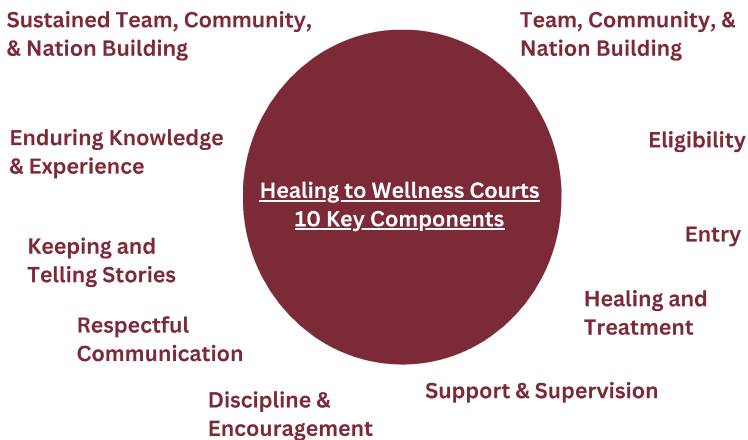 Sustained Team, Community,
& Nation Building
Team, Community, &
Nation Building
Enduring Knowledge
& Experience
Eligibility
Healing to Wellness Courts
10 Key Components
Entry
Keeping and
Telling Stories
Healing and
Treatment
Respectful
Communication
Support & Supervision
Discipline &
Encouragement